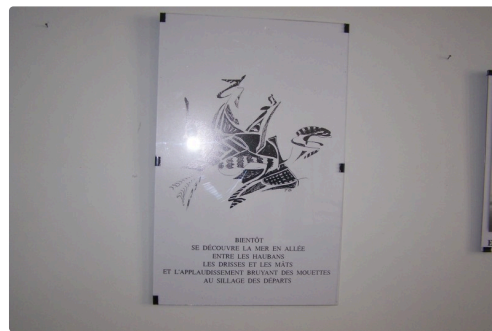 BIENTÔT
SE DÉCOUVRE LA MER EN ALLÉE
ENTRE LES HAUBANS
LES DRISSES ET LES MÂTS
ET L'APPLAUDISSEMENT BRUYANT DES MOUETTES
AU SILLAGE DES DÉPARTS